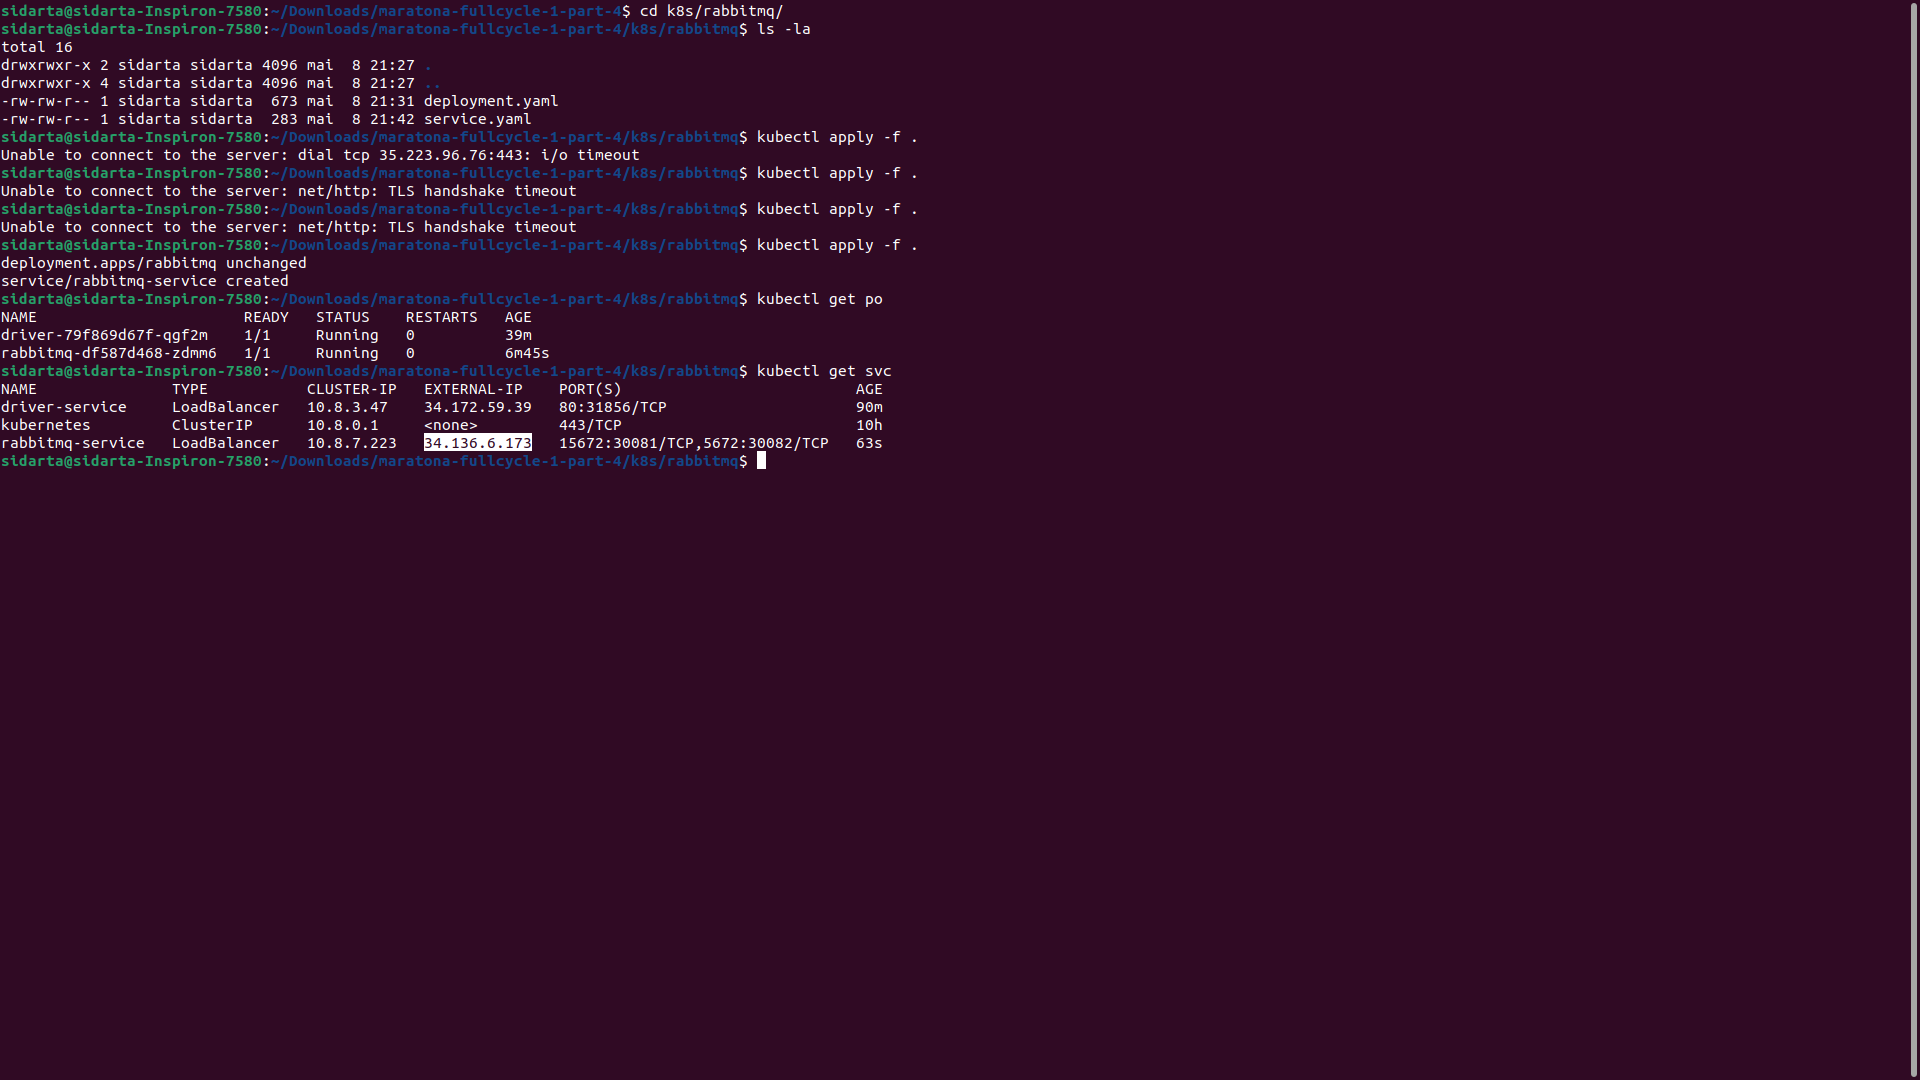 sidarta@sidarta-Inspiron-7580:~/Downloads/maratona-fullcycle-1-part-4$ cd k8s/rabbitmq/
sidarta@sidarta-Inspiron-7580:~/Downloads/maratona-fullcycle-1-part-4/k8s/rabbitmq$ ls -la
total 16
drwxrwxr-x 2 sidarta sidarta 4096 mai  8 21:27 .
drwxrwxr-x 4 sidarta sidarta 4096 mai  8 21:27 ..
-rw-rw-r-- 1 sidarta sidarta  673 mai  8 21:31 deployment.yaml
-rw-rw-r-- 1 sidarta sidarta  283 mai  8 21:42 service.yaml
sidarta@sidarta-Inspiron-7580:~/Downloads/maratona-fullcycle-1-part-4/k8s/rabbitmq$ kubectl apply -f .
Unable to connect to the server: dial tcp 35.223.96.76:443: i/o timeout
sidarta@sidarta-Inspiron-7580:~/Downloads/maratona-fullcycle-1-part-4/k8s/rabbitmq$ kubectl apply -f .
Unable to connect to the server: net/http: TLS handshake timeout
sidarta@sidarta-Inspiron-7580:~/Downloads/maratona-fullcycle-1-part-4/k8s/rabbitmq$ kubectl apply -f .
Unable to connect to the server: net/http: TLS handshake timeout
sidarta@sidarta-Inspiron-7580:~/Downloads/maratona-fullcycle-1-part-4/k8s/rabbitmq$ kubectl apply -f .
deployment.apps/rabbitmq unchanged
service/rabbitmq-service created
sidarta@sidarta-Inspiron-7580:~/Downloads/maratona-fullcycle-1-part-4/k8s/rabbitmq$ kubectl get po
NAME                       READY   STATUS    RESTARTS   AGE
driver-79f869d67f-qgf2m    1/1     Running   0          39m
rabbitmq-df587d468-zdmm6   1/1     Running   0          6m45s
sidarta@sidarta-Inspiron-7580:~/Downloads/maratona-fullcycle-1-part-4/k8s/rabbitmq$ kubectl get svc
NAME               TYPE           CLUSTER-IP   EXTERNAL-IP    PORT(S)                          AGE
driver-service     LoadBalancer   10.8.3.47    34.172.59.39   80:31856/TCP                     90m
kubernetes         ClusterIP      10.8.0.1     <none>         443/TCP                          10h
rabbitmq-service   LoadBalancer   10.8.7.223   34.136.6.173   15672:30081/TCP,5672:30082/TCP   63s
sidarta@sidarta-Inspiron-7580:~/Downloads/maratona-fullcycle-1-part-4/k8s/rabbitmq$